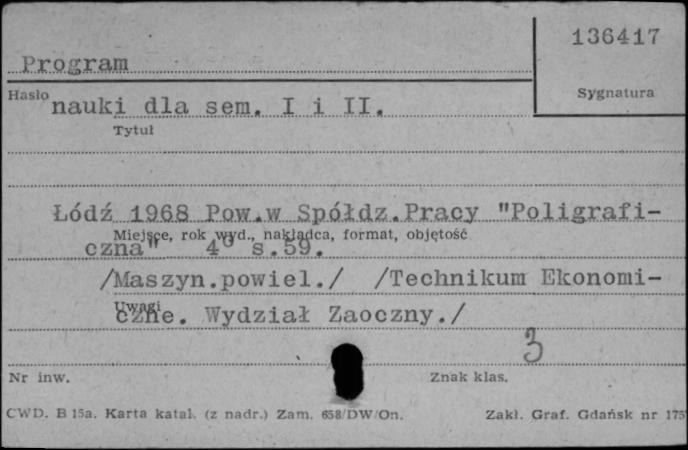 136417
Program
Sygnatura
Hasło
nauki dla sem. I i II.
Tytuł
Łódź 1968 Pow.w Spółdz.Pracy "Poligrafi-
Miejsce, rok wyd., nakładca, format, objętość
czna" 4° s.59.
/Maszyn.powiel./ /Technikum Ekonomi-
Uwagi
czne. Wydział Zaoczny./
3
Nr inw.
Znak klas.
CWD. B 15a. Karta katal. (z nadr.) Zam. 658/DW/On. Zakł. Graf. Gdańsk nr 175